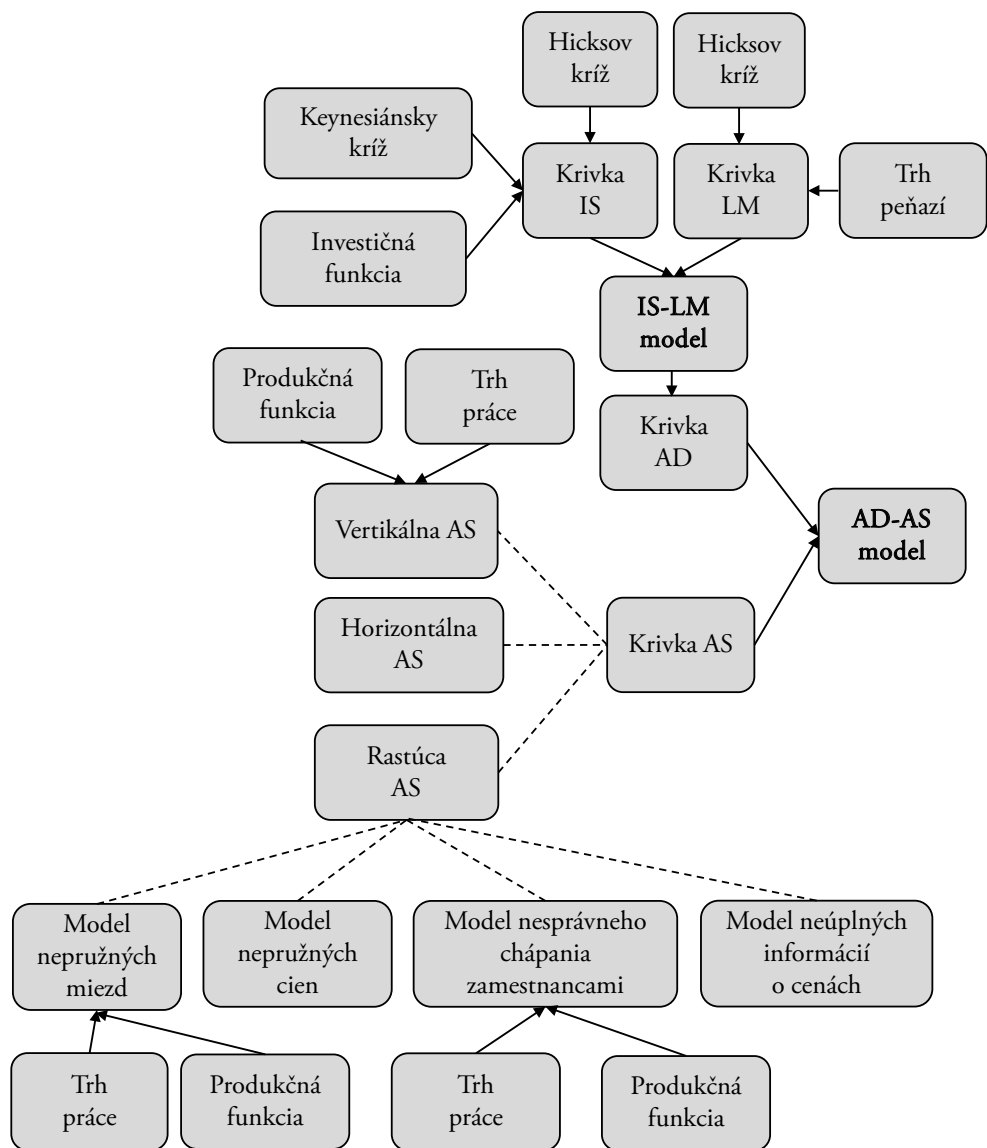 Hicksov
kríž
Hicksov
kríž
Keynesiánsky
kríž
Krivka
IS
Krivka
LM
Trh
peňazí
Investičná
funkcia
IS-LM
model
Produkčná
funkcia
Trh
práce
Krivka
AD
Vertikálna AS
AD-AS
model
Horizontálna
AS
Krivka AS
Rastúca
AS
Model
nepružných
miezd
Model
nepružných
cien
Model nesprávneho
chápania
zamestnancami
Model neúplných
informácií
o cenách
Trh
práce
Produkčná
funkcia
Trh
práce
Produkčná
funkcia